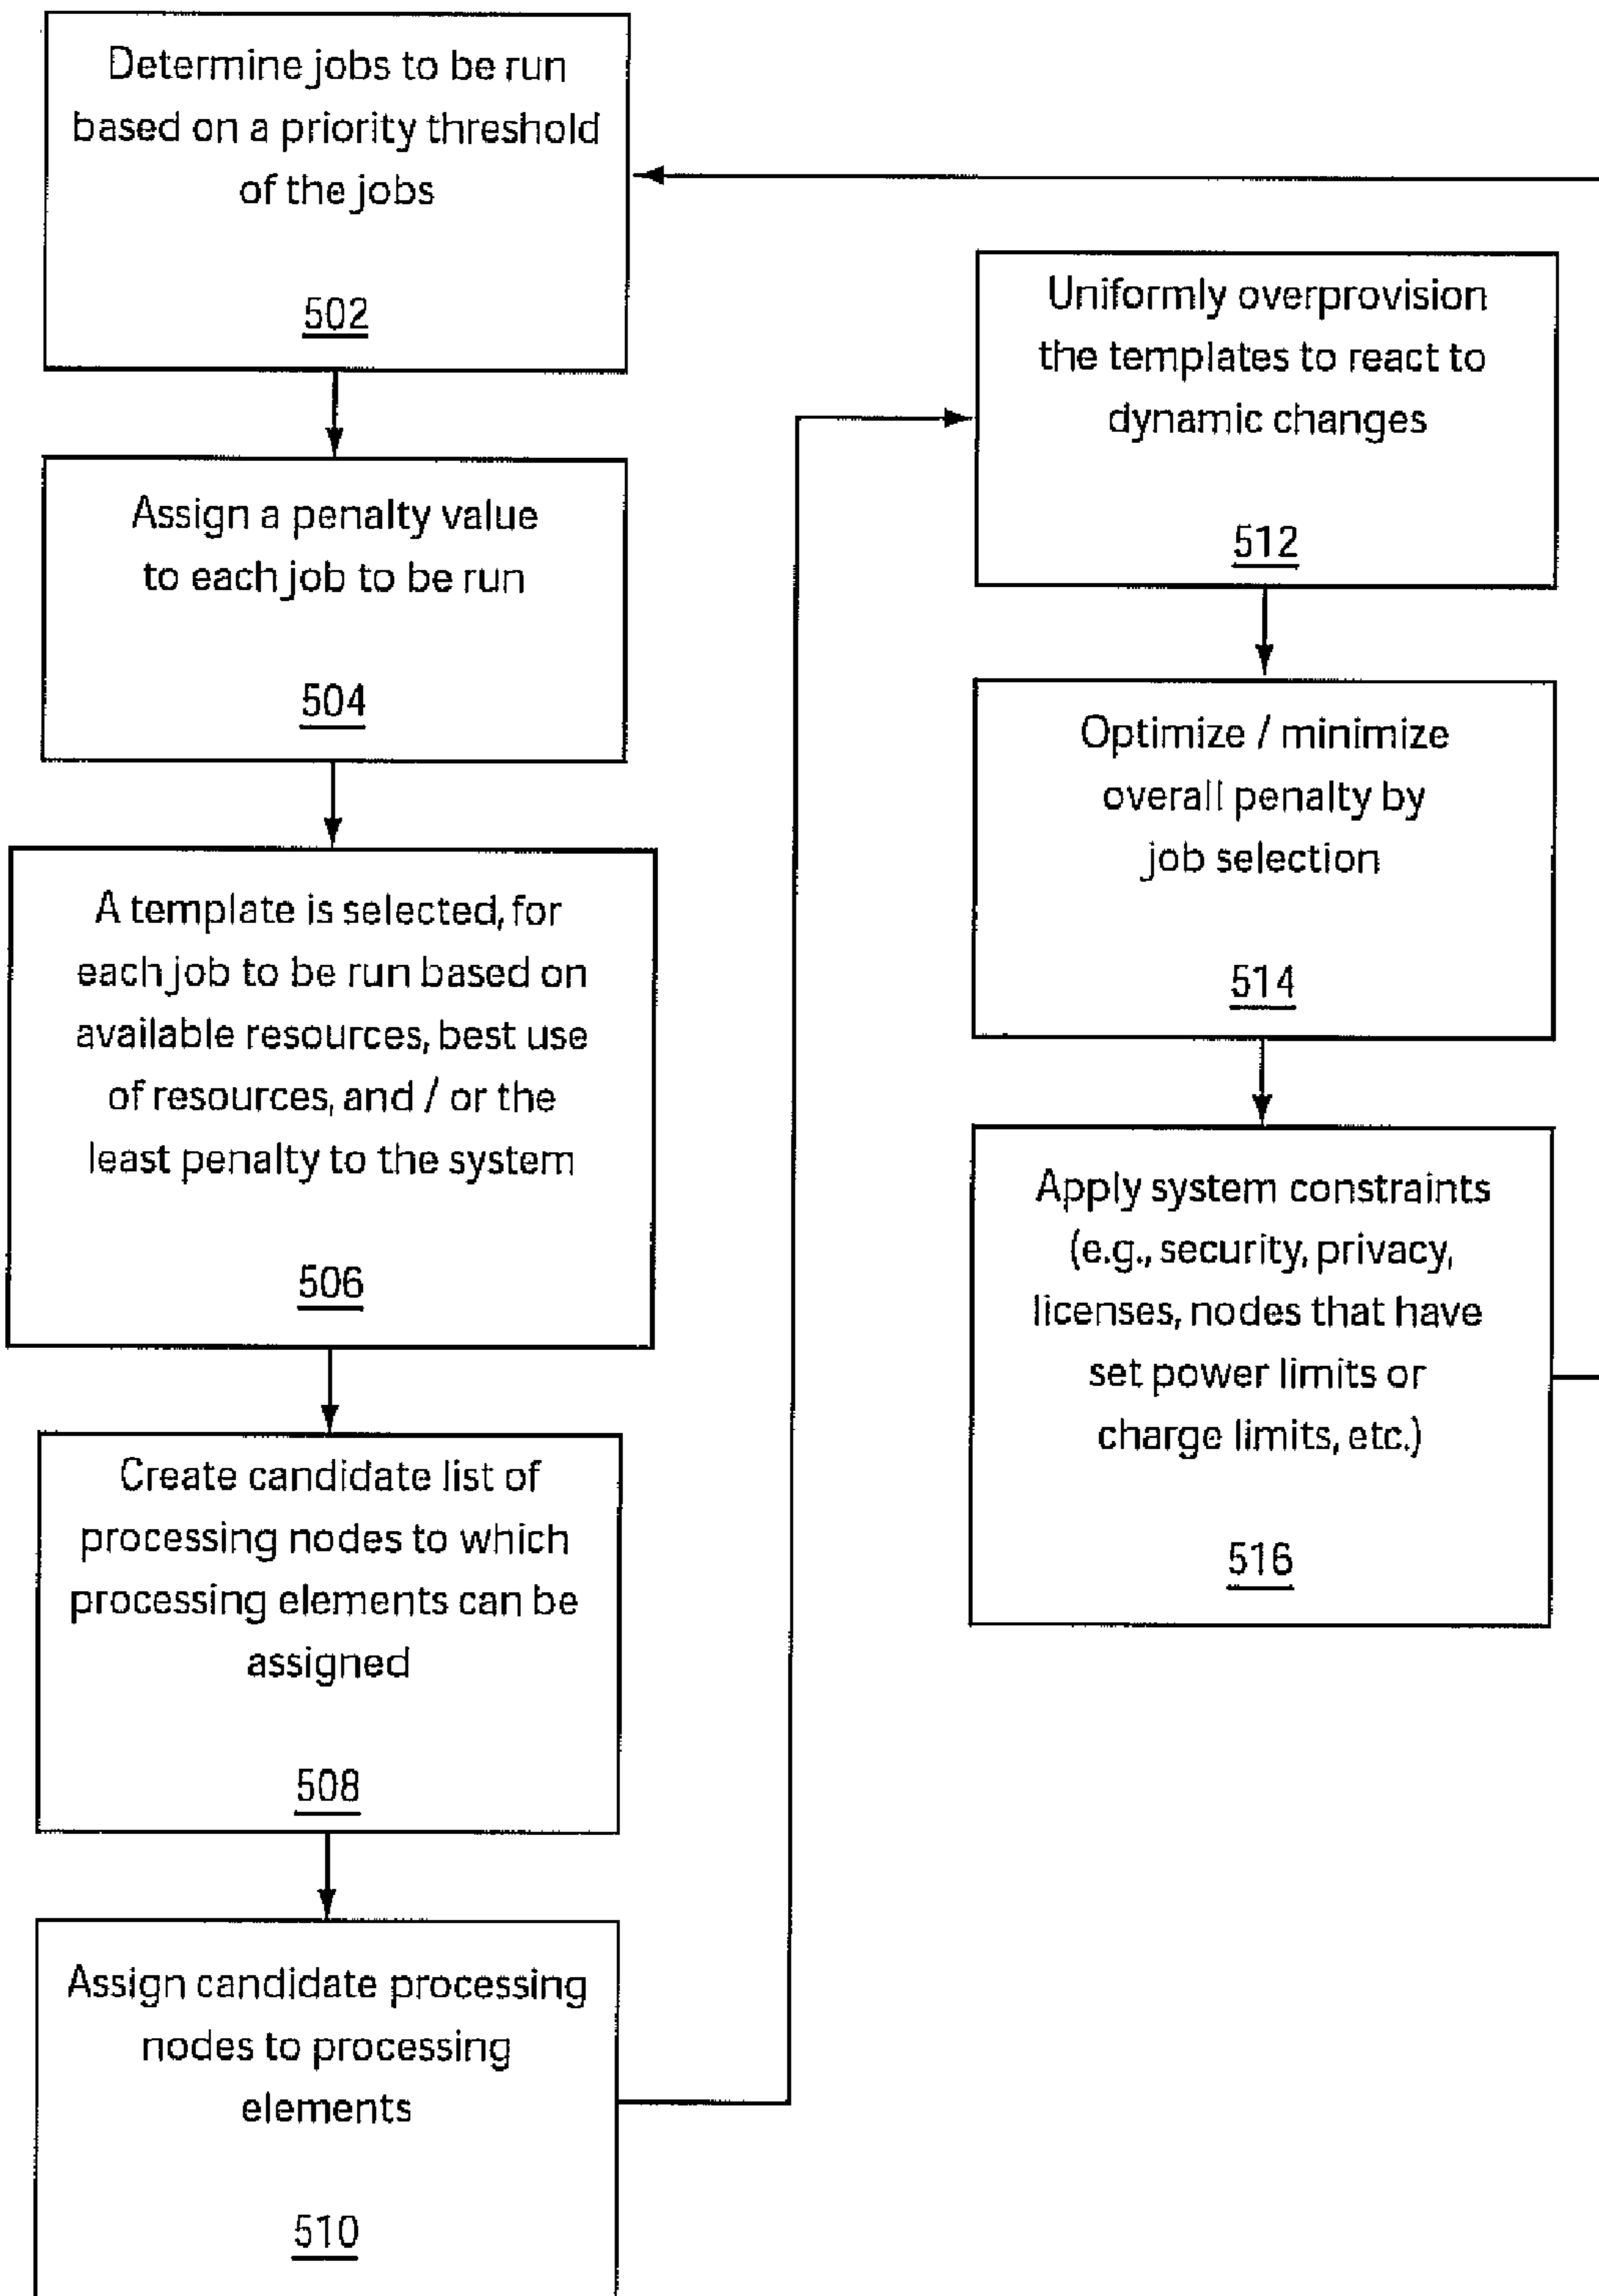 Determine jobs to be run
based on a priority threshold
of the jobs
502
Assign a penalty value
to each job to be run
504
A template is selected, for
each job to be run based on
available resources, best use
of resources, and / or the
least penalty to the system
506
Create candidate list of
processing nodes to which
processing elements can be
assigned
508
Assign candidate processing
nodes to processing
elements
510
Uniformly overprovision
the templates to react to
dynamic changes
512
Optimize / minimize
overall penalty by
job selection
514
Apply system constraints
(e.g., security, privacy,
licenses, nodes that have
set power limits or
charge limits, etc.)
516